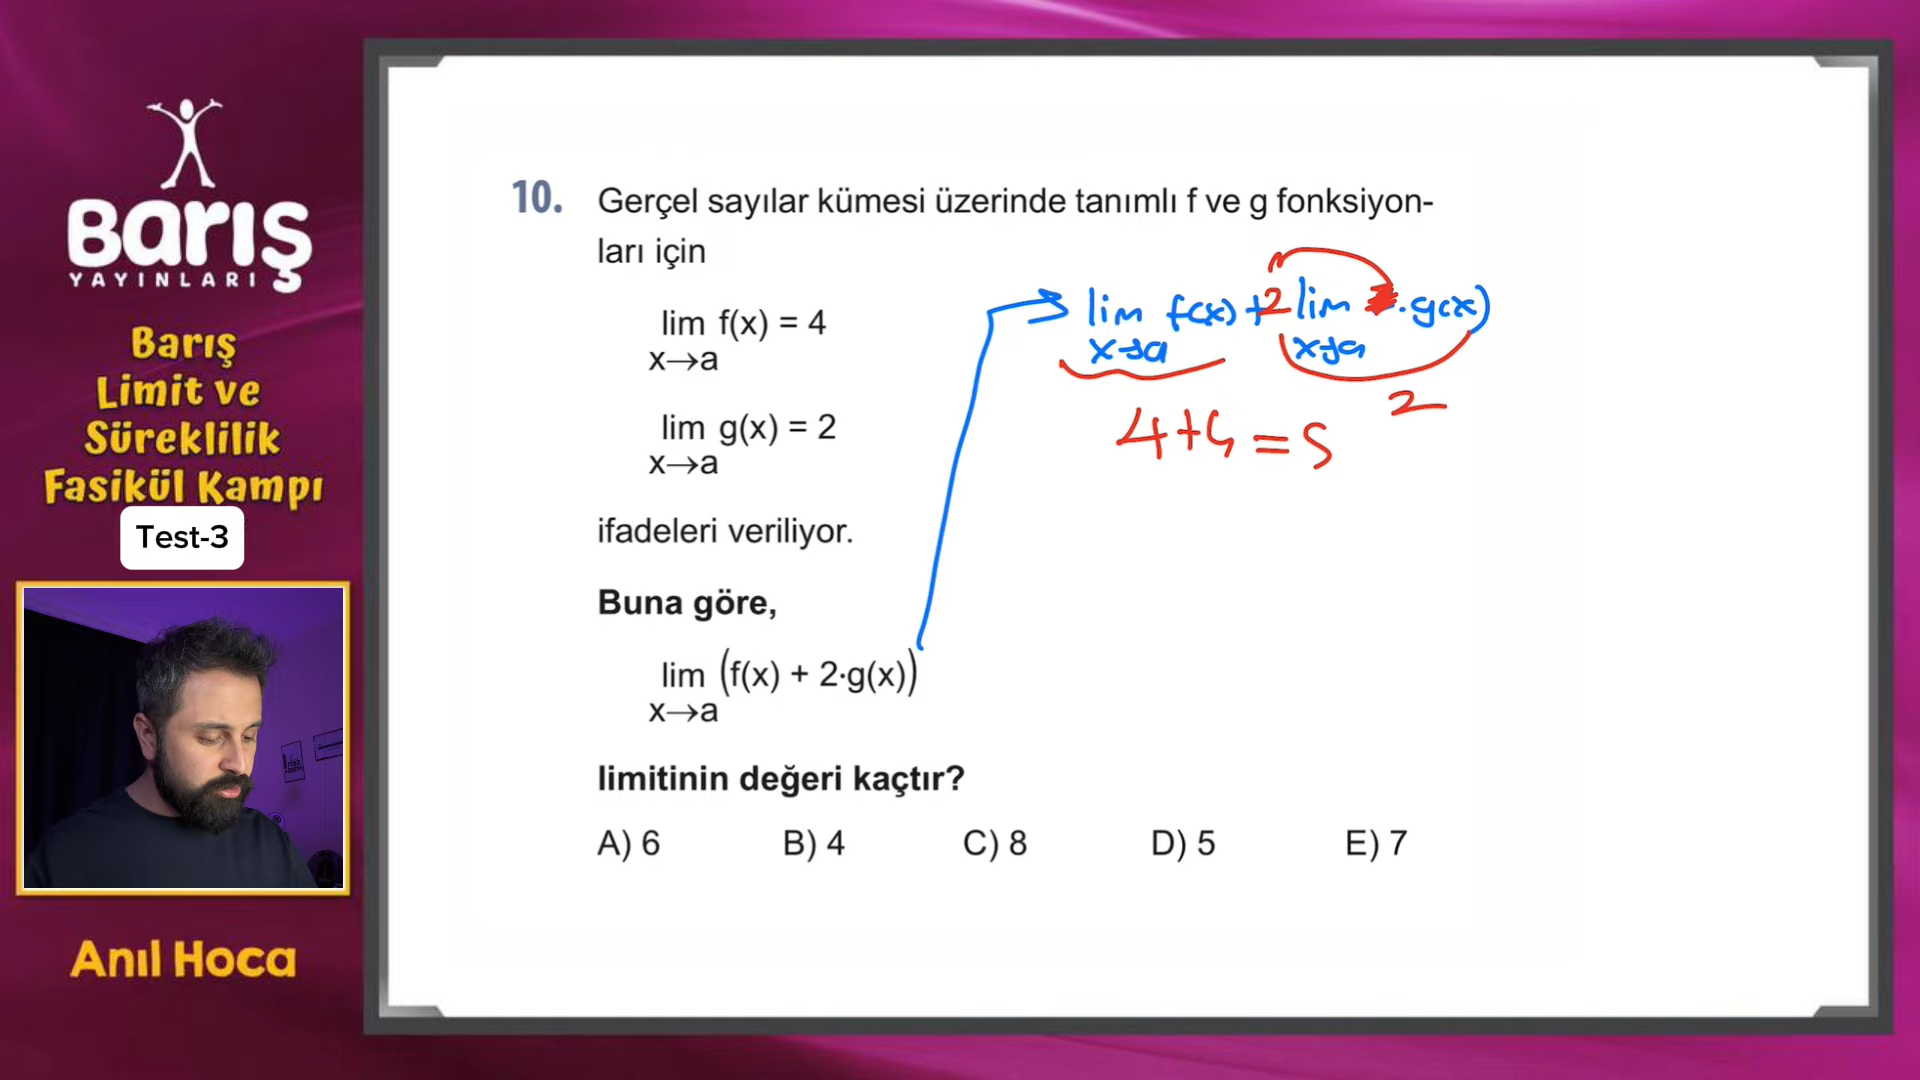 Barış
YAYINLARI
Barış
Limit ve
Süreklilik
Fasikül Kampı
Test-3
Anıl Hoca
10. Gerçel sayılar kümesi üzerinde tanımlı f ve g fonksiyon-
ları için
lim f(x) = 4
x→a
lim g(x) = 2
x→a
ifadeleri veriliyor.
Buna göre,
lim (f(x) + 2·g(x))
x→a
limitinin değeri kaçtır?
A) 6 B) 4 C) 8 D) 5 E) 7
lim f(x) + 2 lim . g(x)
x→a x→a
2
4+4 =